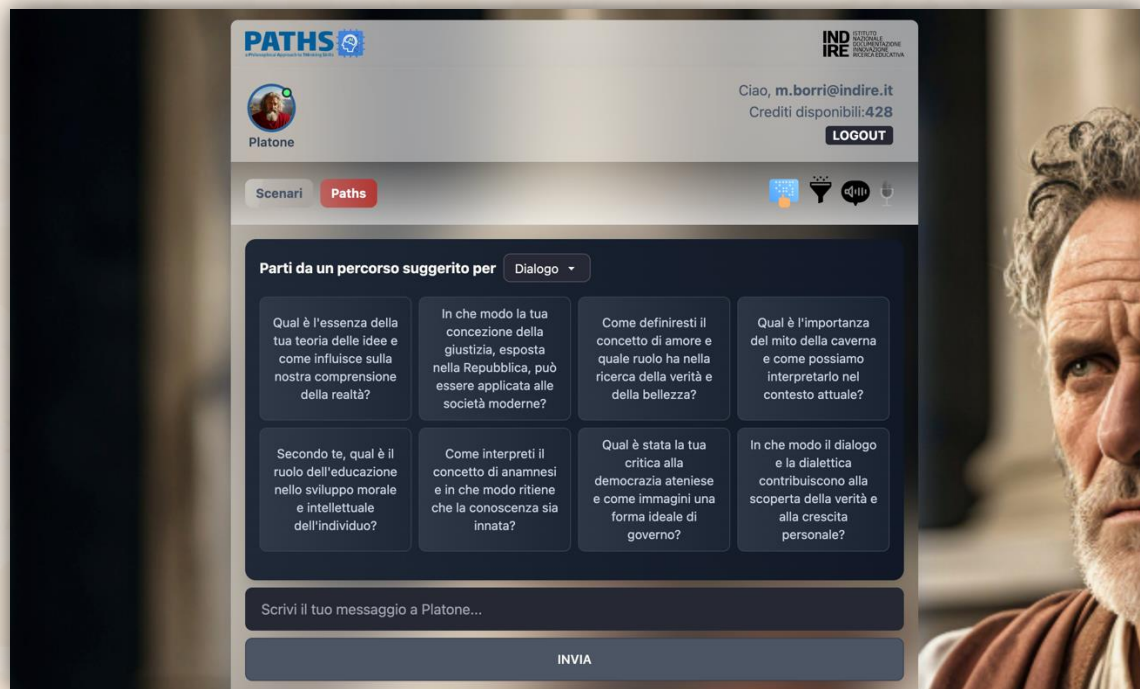 PATHS
a Philosophical Approach to THinking Skills
IND
IRE
ISTITUTO
NAZIONALE
DOCUMENTAZIONE
INNOVAZIONE
RICERCA EDUCATIVA
Ciao, m.borri@indire.it
Crediti disponibili:428
LOGOUT
Platone
Scenari
Paths
Parti da un percorso suggerito per
Dialogo
Qual è l'essenza della
tua teoria delle idee e
come influisce sulla
nostra comprensione
della realtà?
In che modo la tua
concezione della
giustizia, esposta
nella Repubblica, può
essere applicata alle
società moderne?
Come definiresti il
concetto di amore e
quale ruolo ha nella
ricerca della verità e
della bellezza?
Qual è l'importanza
del mito della caverna
e come possiamo
interpretarlo nel
contesto attuale?
Secondo te, qual è il
ruolo dell'educazione
nello sviluppo morale
e intellettuale
dell'individuo?
Come interpreti il
concetto di anamnesi
e in che modo ritiene
che la conoscenza sia
innata?
Qual è stata la tua
critica alla
democrazia ateniese
e come immagini una
forma ideale di
governo?
In che modo il dialogo
e la dialettica
contribuiscono alla
scoperta della verità e
alla crescita
personale?
Scrivi il tuo messaggio a Platone...
INVIA